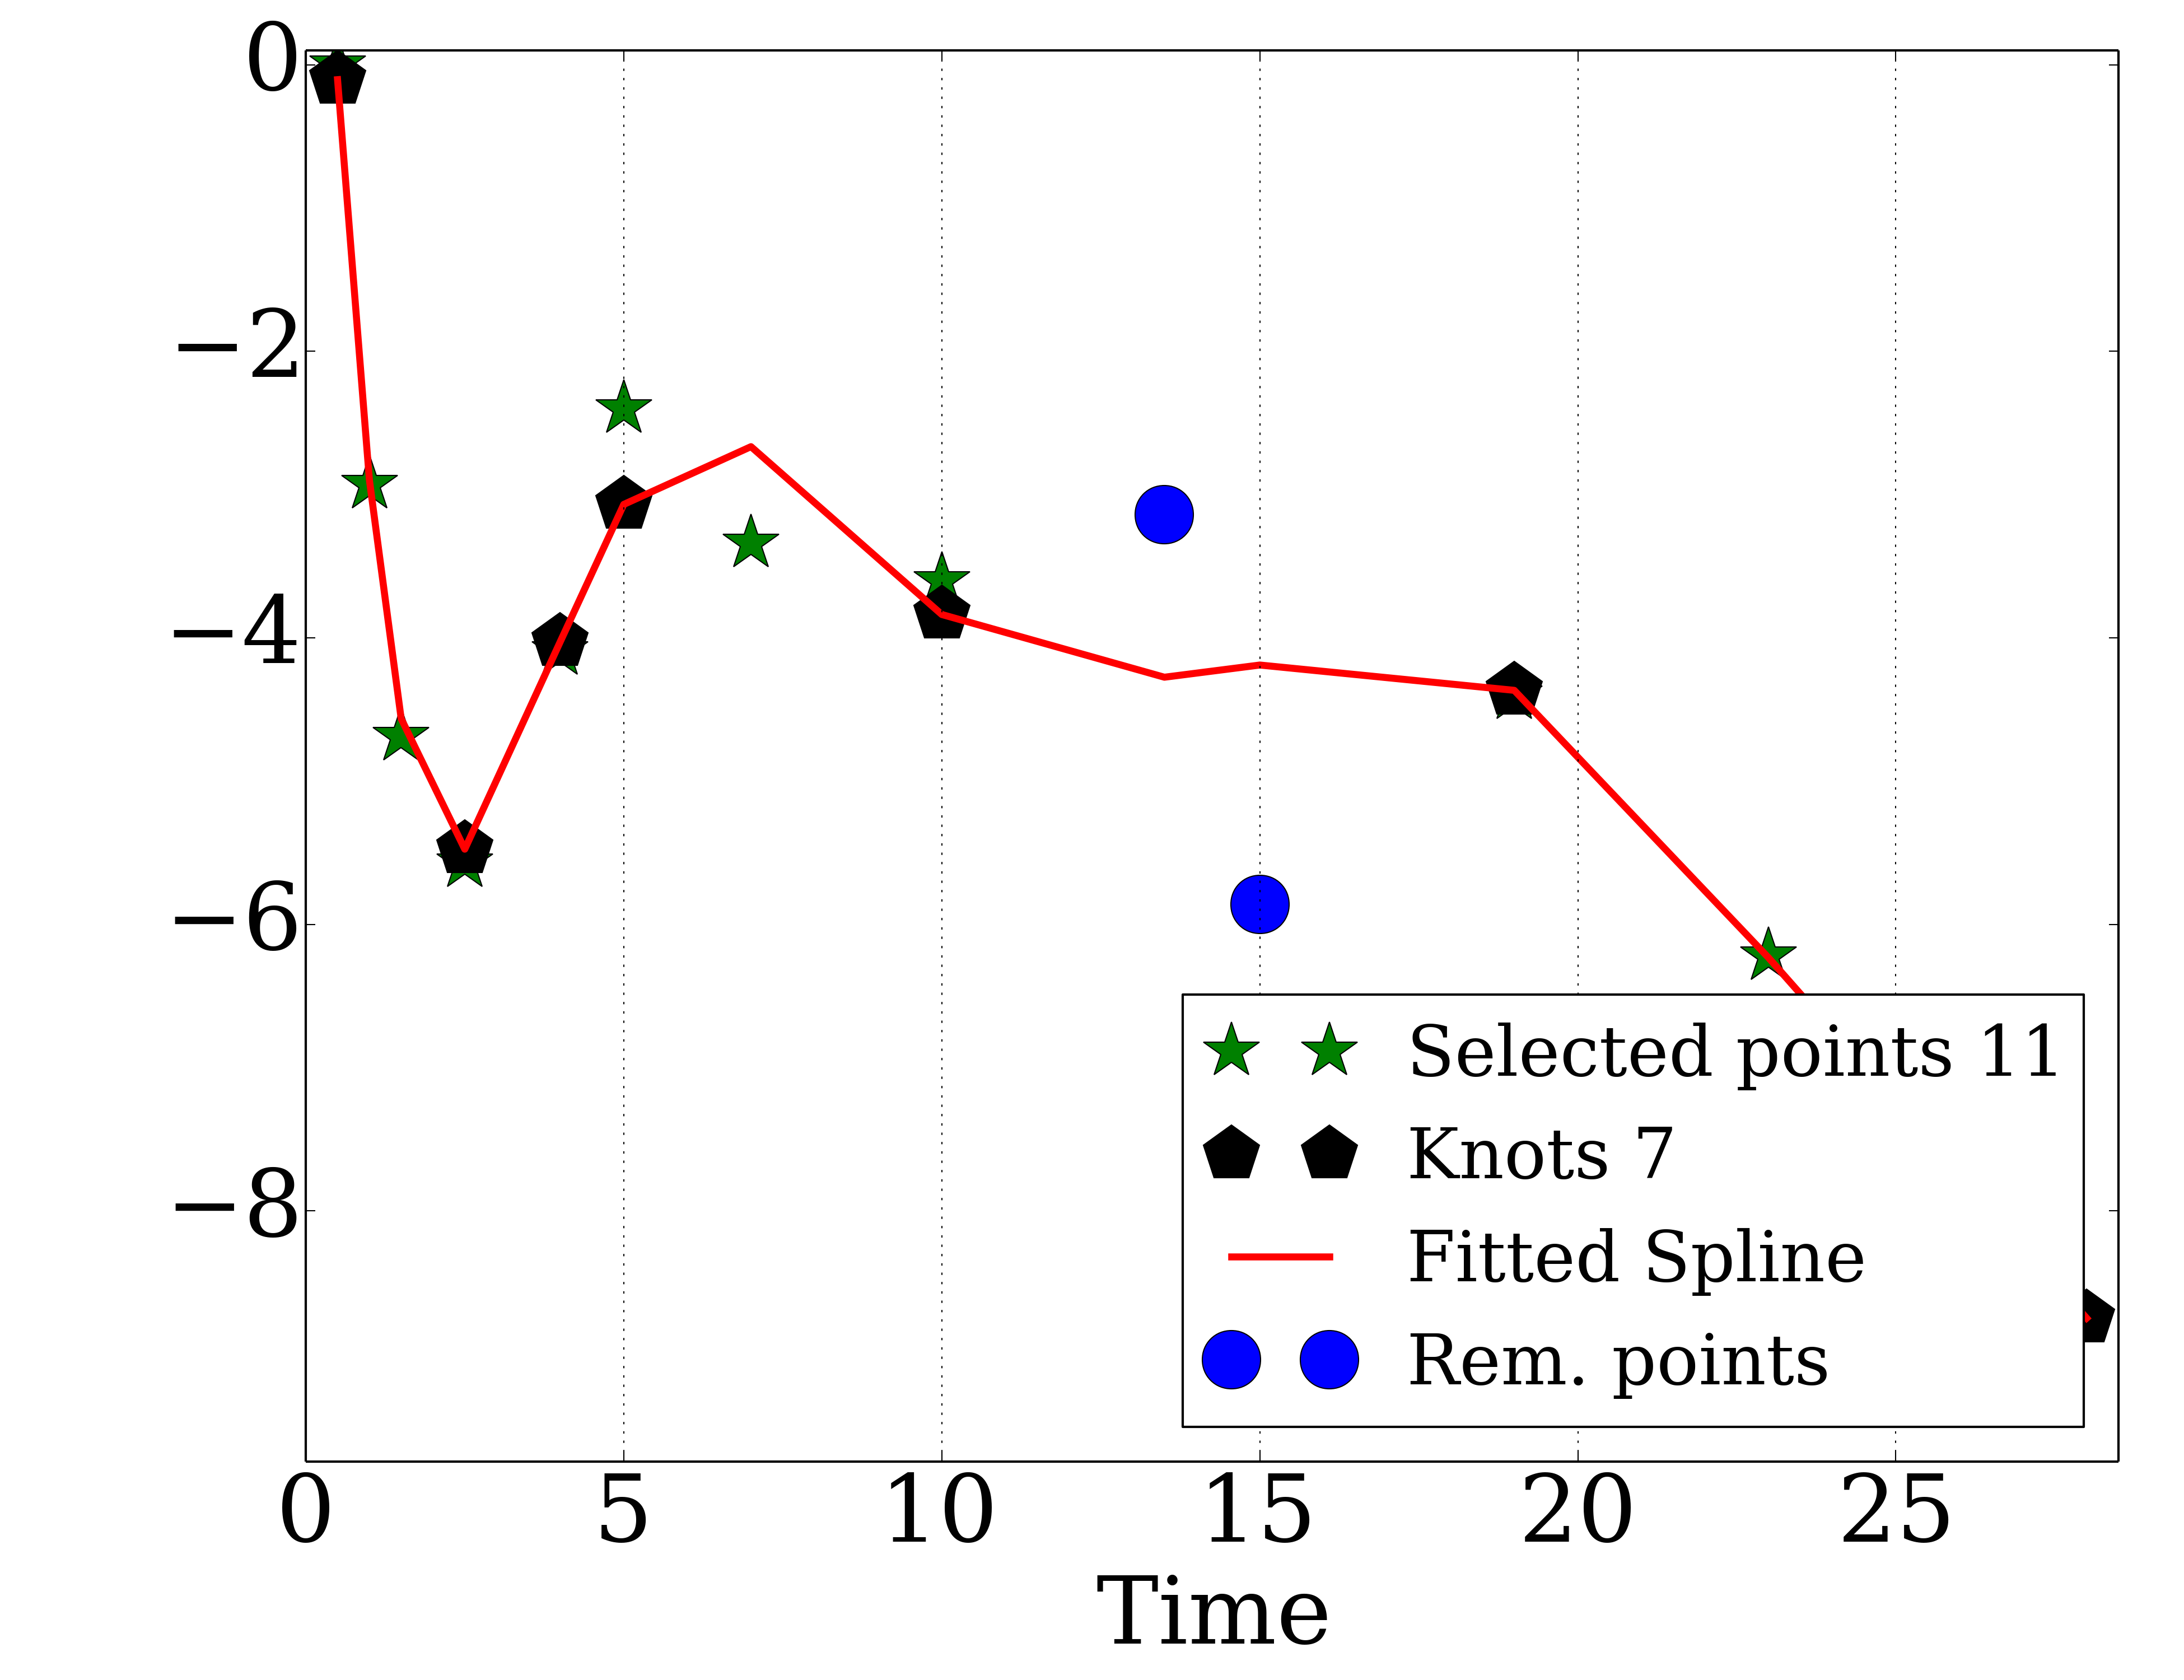 0
−2
−4
−6
−8
Selected points 11
Knots 7
Fitted Spline
Rem. points
0 5 10 15 20 25
Time